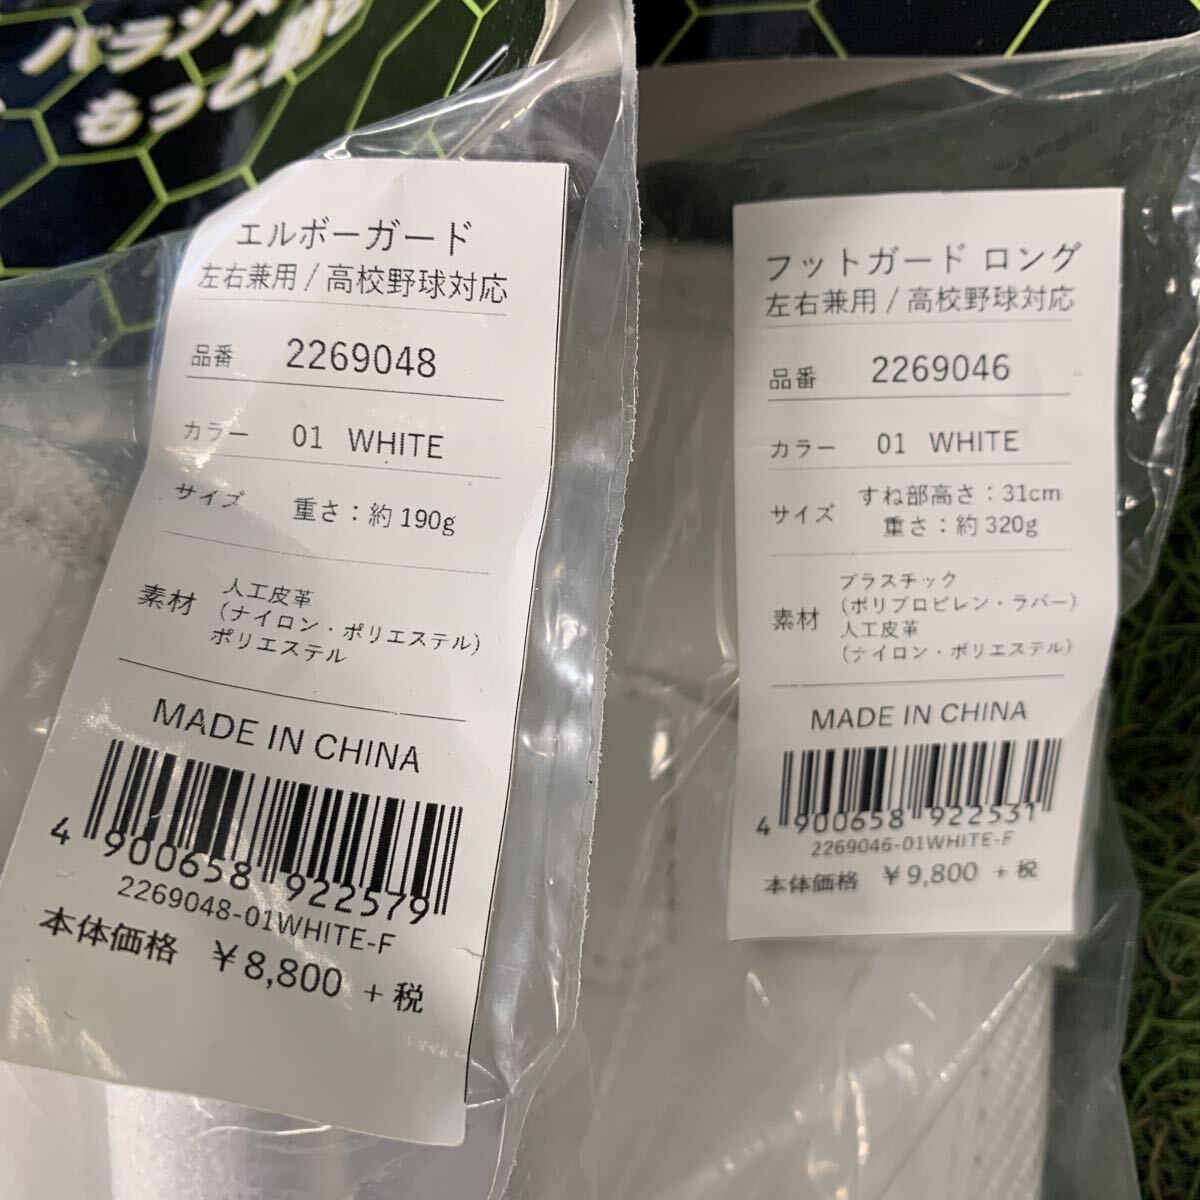 バランス
もっと
エルボーガード
左右兼用 / 高校野球対応
品番 2269048
カラー 01 WHITE
サイズ 重さ：約 190g
素材 人工皮革
(ナイロン・ポリエステル)
ポリエステル
MADE IN CHINA
4 900658 922579
2269048-01WHITE-F
本体価格 ￥8,800 + 税
フットガード ロング
左右兼用 / 高校野球対応
品番 2269046
カラー 01 WHITE
サイズ すね部高さ：31cm
重さ：約 320g
素材 プラスチック
(ポリプロピレン・ラバー)
人工皮革
(ナイロン・ポリエステル)
MADE IN CHINA
4 900658 922531
2269046-01WHITE-F
本体価格 ￥9,800 + 税